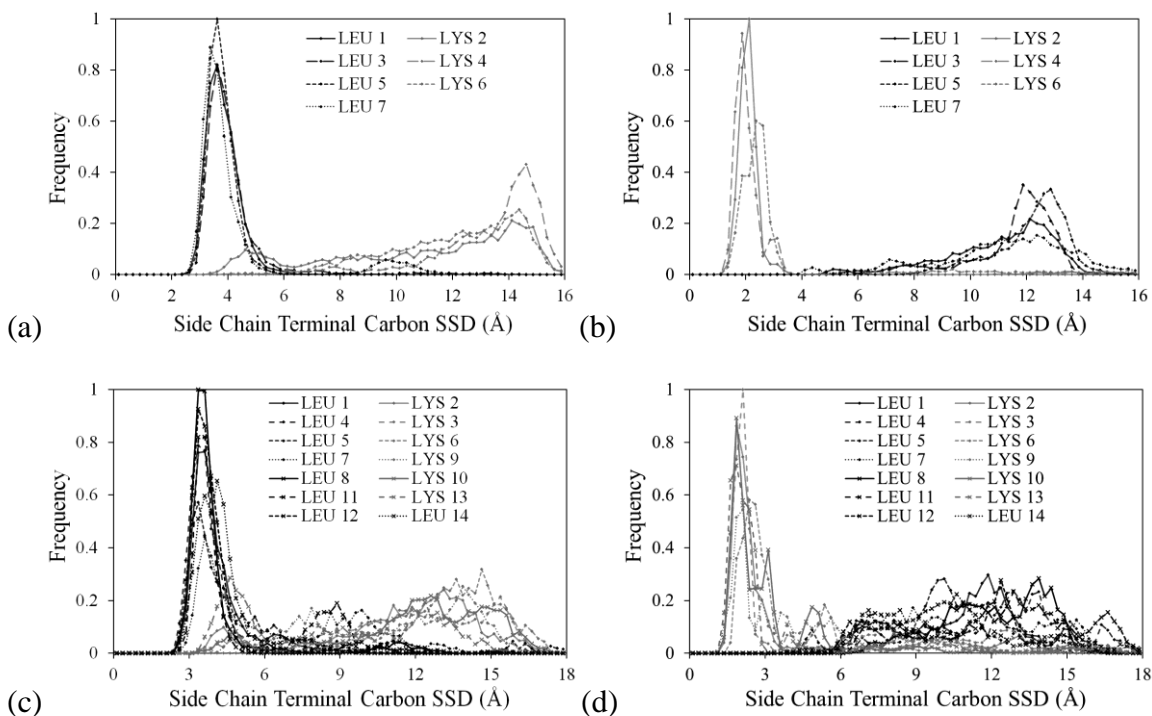 1
0.8
0.6
0.4
0.2
0
Frequency
LEU 1 LYS 2
LEU 3 LYS 4
LEU 5 LYS 6
LEU 7
0 2 4 6 8 10 12 14 16
(a) Side Chain Terminal Carbon SSD (Å)
1
0.8
0.6
0.4
0.2
0
Frequency
LEU 1 LYS 2
LEU 3 LYS 4
LEU 5 LYS 6
LEU 7
0 2 4 6 8 10 12 14 16
(b) Side Chain Terminal Carbon SSD (Å)
1
0.8
0.6
0.4
0.2
0
Frequency
LEU 1 LYS 2
LEU 4 LYS 3
LEU 5 LYS 6
LEU 7 LYS 9
LEU 8 LYS 10
LEU 11 LYS 13
LEU 12 LEU 14
0 3 6 9 12 15 18
(c) Side Chain Terminal Carbon SSD (Å)
1
0.8
0.6
0.4
0.2
0
Frequency
LEU 1 LYS 2
LEU 4 LYS 3
LEU 5 LYS 6
LEU 7 LYS 9
LEU 8 LYS 10
LEU 11 LYS 13
LEU 12 LEU 14
0 3 6 9 12 15 18
(d) Side Chain Terminal Carbon SSD (Å)